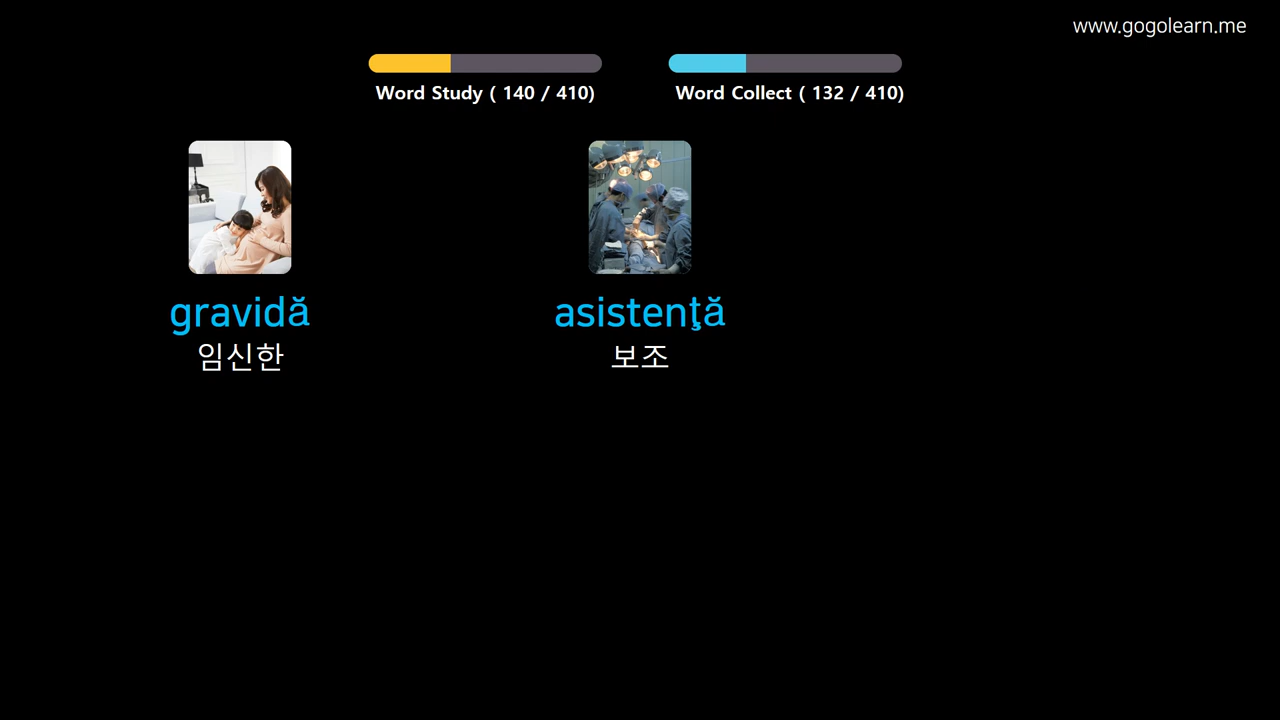 www.gogolearn.me
Word Study ( 140 / 410)
Word Collect ( 132 / 410)
gravidă
asistenţă
임신한
보조